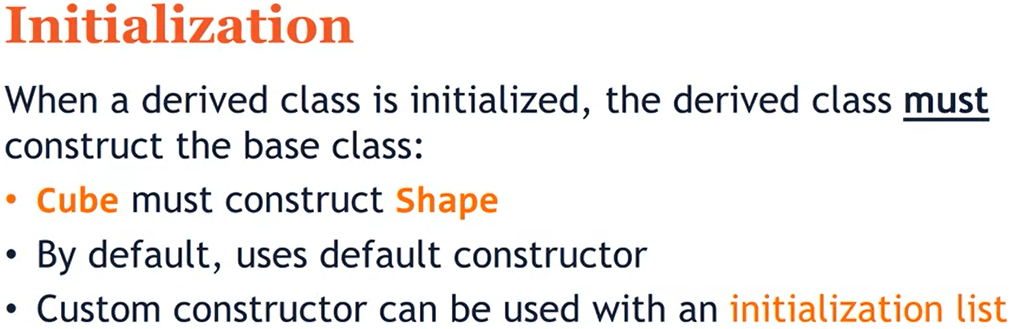 Initialization
When a derived class is initialized, the derived class must
construct the base class:
• Cube must construct Shape
• By default, uses default constructor
• Custom constructor can be used with an initialization list